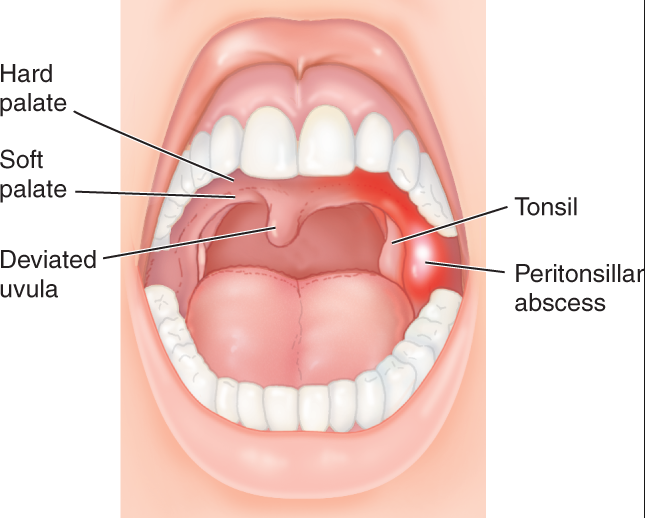 Hard
palate
Soft
palate
Deviated
uvula
Tonsil
Peritonsillar
abscess